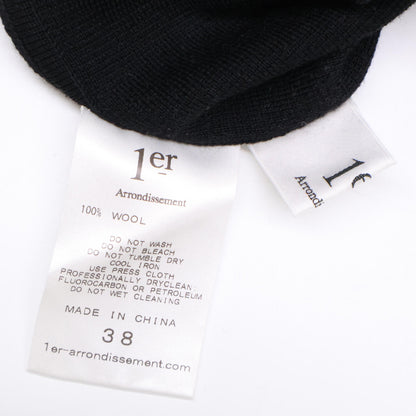 1er
Arrondissement
100% WOOL
DO NOT WASH
DO NOT BLEACH
DO NOT TUMBLE DRY
COOL IRON
USE PRESS CLOTH
PROFESSIONALLY DRYCLEAN
FLUOROCARBON OR PETROLEUM
DO NOT WET CLEANING
MADE IN CHINA
38
1er-arrondissement.com
1e
Arrondi